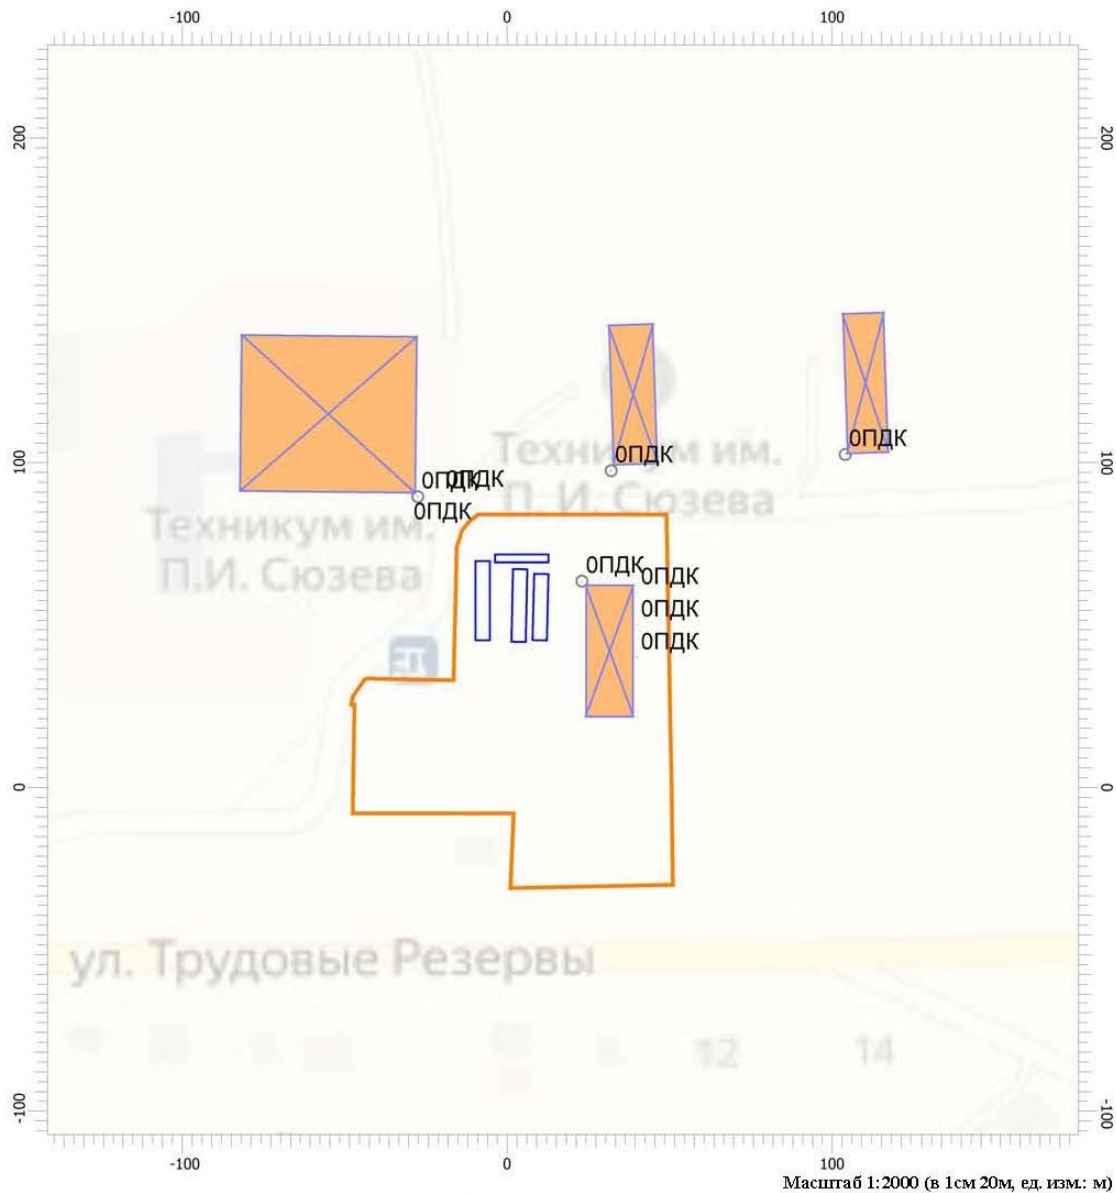 -100 0 100
200 200
0ПДК
100 0ПДК 100
Техникум им.
П. И. Сюзева
0ПДК 0ПДК
0ПДК
Техникум им.
П.И. Сюзева
0ПДК 0ПДК
0ПДК
0ПДК
0 0
ул. Трудовые Резервы
12 14
-100 -100
-100 0 100
Масштаб 1:2000 (в 1см 20м, ед. изм.: м)